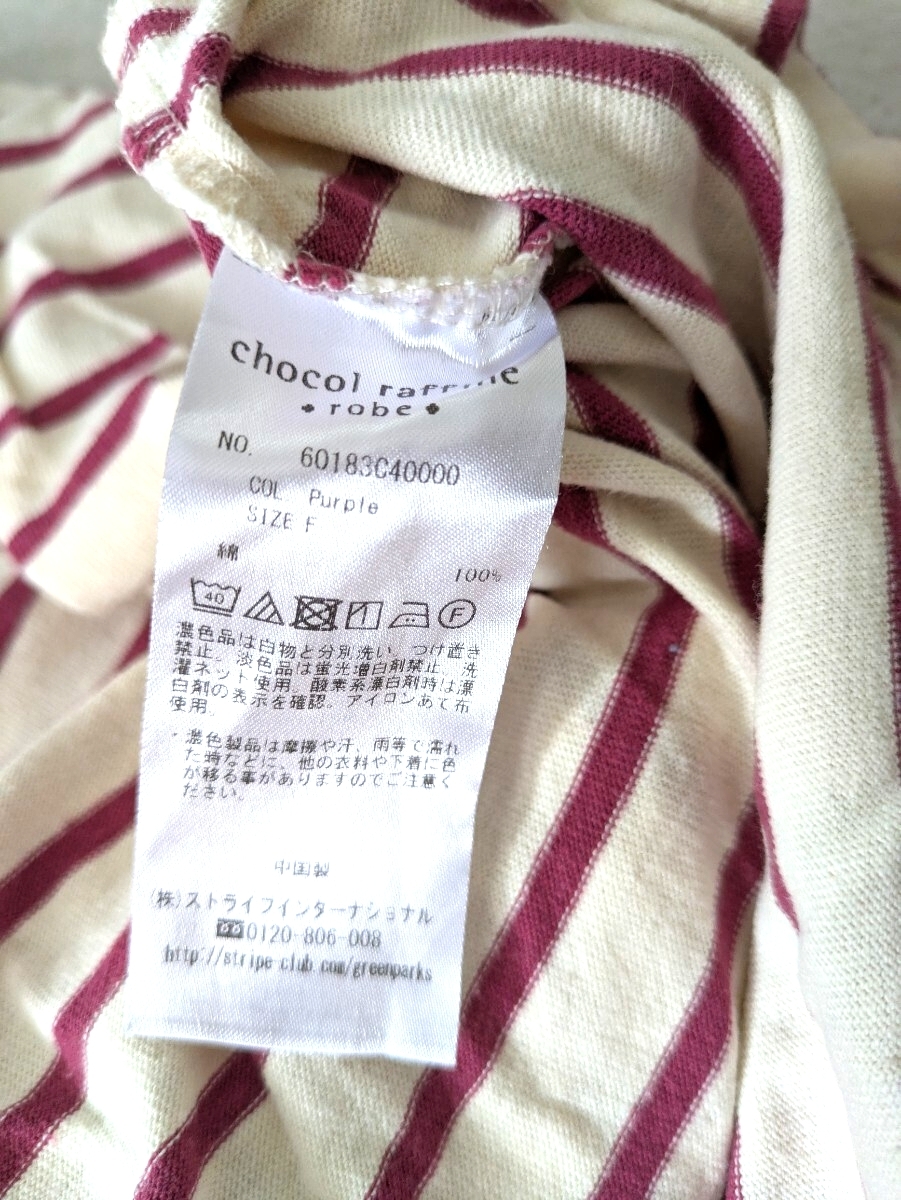 chocol raffine
robe
NO. 60183C40000
COL Purple
SIZE F
綿
100%
40
F
濃色品は白物と分別洗い。つけ置き
禁止。淡色品は蛍光増白剤禁止。洗
濯ネット使用。酸素系漂白剤時は漂
白剤の表示を確認。アイロンあて布
使用。
・濃色製品は摩擦や汗、雨等で濡れ
た時などに、他の衣料や下着に色
が移る事がありますのでご注意く
ださい。
中国製
(株)ストライプインターナショナル
0120-806-008
http://stripe-club.com/greenparks